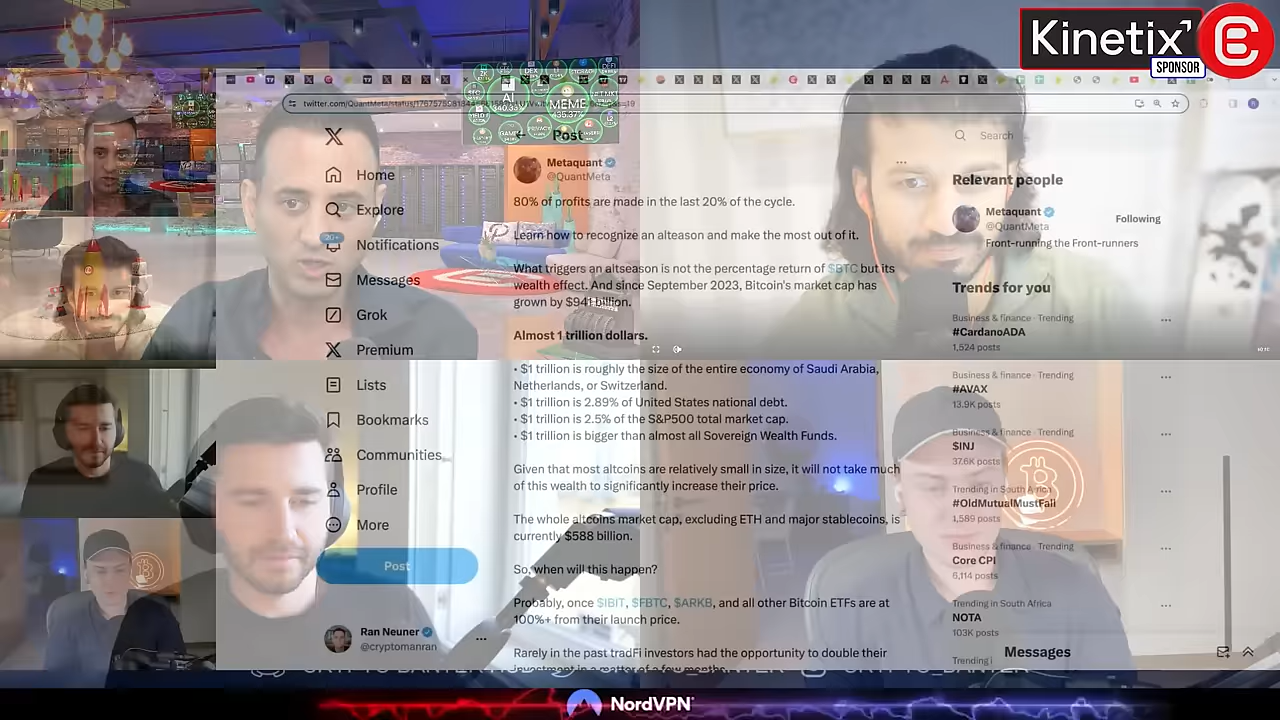 Kinetix
SPONSOR
Search
Post
Home
Explore
20+
Notifications
Messages
Grok
Premium
Lists
Bookmarks
Communities
Profile
More
Post
Ran Neuner
@cryptomanran
Metaquant
@QuantMeta
80% of profits are made in the last 20% of the cycle.
Learn how to recognize an alteason and make the most out of it.
What triggers an altseason is not the percentage return of $BTC but its
wealth effect. And since September 2023, Bitcoin's market cap has
grown by $941 billion.
Almost 1 trillion dollars.
• $1 trillion is roughly the size of the entire economy of Saudi Arabia,
Netherlands, or Switzerland.
• $1 trillion is 2.89% of United States national debt.
• $1 trillion is 2.5% of the S&P500 total market cap.
• $1 trillion is bigger than almost all Sovereign Wealth Funds.
Given that most altcoins are relatively small in size, it will not take much
of this wealth to significantly increase their price.
The whole altcoins market cap, excluding ETH and major stablecoins, is
currently $588 billion.
So, when will this happen?
Probably, once $IBIT, $FBTC, $ARKB, and all other Bitcoin ETFs are at
100%+ from their launch price.
Rarely in the past tradFi investors had the opportunity to double their
investment in a matter of a few months.
Relevant people
Metaquant
@QuantMeta
Following
Front-running the Front-runners
Trends for you
Business & finance · Trending
#CardanoADA
1,524 posts
Business & finance · Trending
#AVAX
13.9K posts
Business & finance · Trending
$INJ
37.6K posts
Trending in South Africa
#OldMutualMustFall
1,589 posts
Business & finance · Trending
Core CPI
6,114 posts
Trending in South Africa
NOTA
103K posts
Trending i
Messages
AI
MEME
435.37%
NordVPN